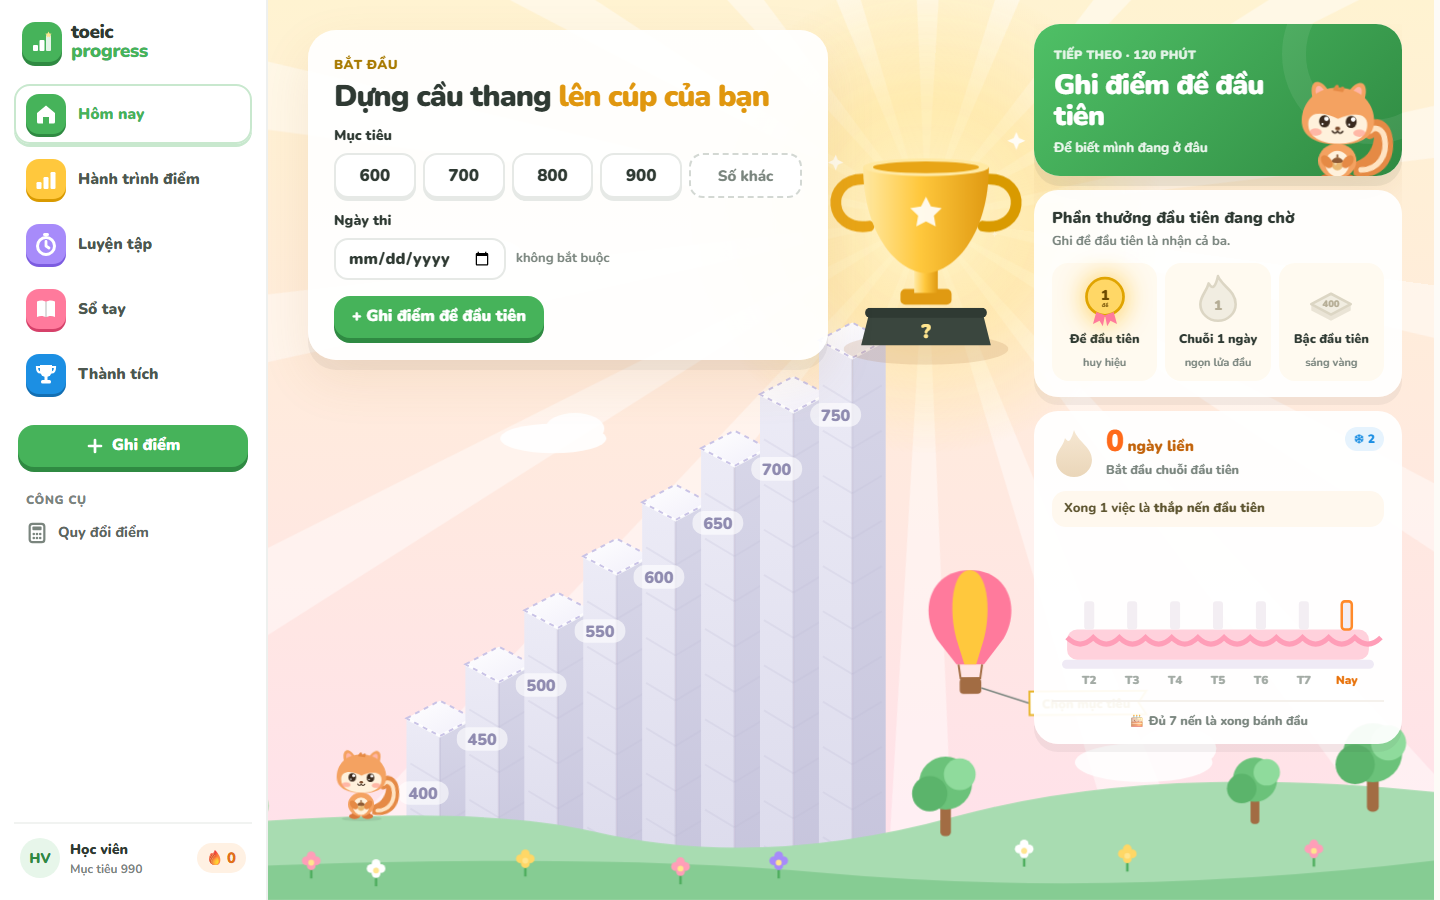 toeic
progress
Hôm nay
Hành trình điểm
Luyện tập
Sổ tay
Thành tích
+ Ghi điểm
CÔNG CỤ
Quy đổi điểm
HV
Học viên
Mục tiêu 990
0
BẮT ĐẦU
Dựng cầu thang lên cúp của bạn
Mục tiêu
600
700
800
900
Số khác
Ngày thi
mm/dd/yyyy
không bắt buộc
+ Ghi điểm đề đầu tiên
?
750
700
650
600
550
500
450
400
TIẾP THEO · 120 PHÚT
Ghi điểm đề đầu
tiên
Để biết mình đang ở đâu
Phần thưởng đầu tiên đang chờ
Ghi đề đầu tiên là nhận cả ba.
1
đề
Đề đầu tiên
huy hiệu
1
Chuỗi 1 ngày
ngọn lửa đầu
400
Bậc đầu tiên
sáng vàng
0 ngày liền
2
Bắt đầu chuỗi đầu tiên
Xong 1 việc là thắp nến đầu tiên
T2
T3
T4
T5
T6
T7
Nay
Đủ 7 nến là xong bánh đầu